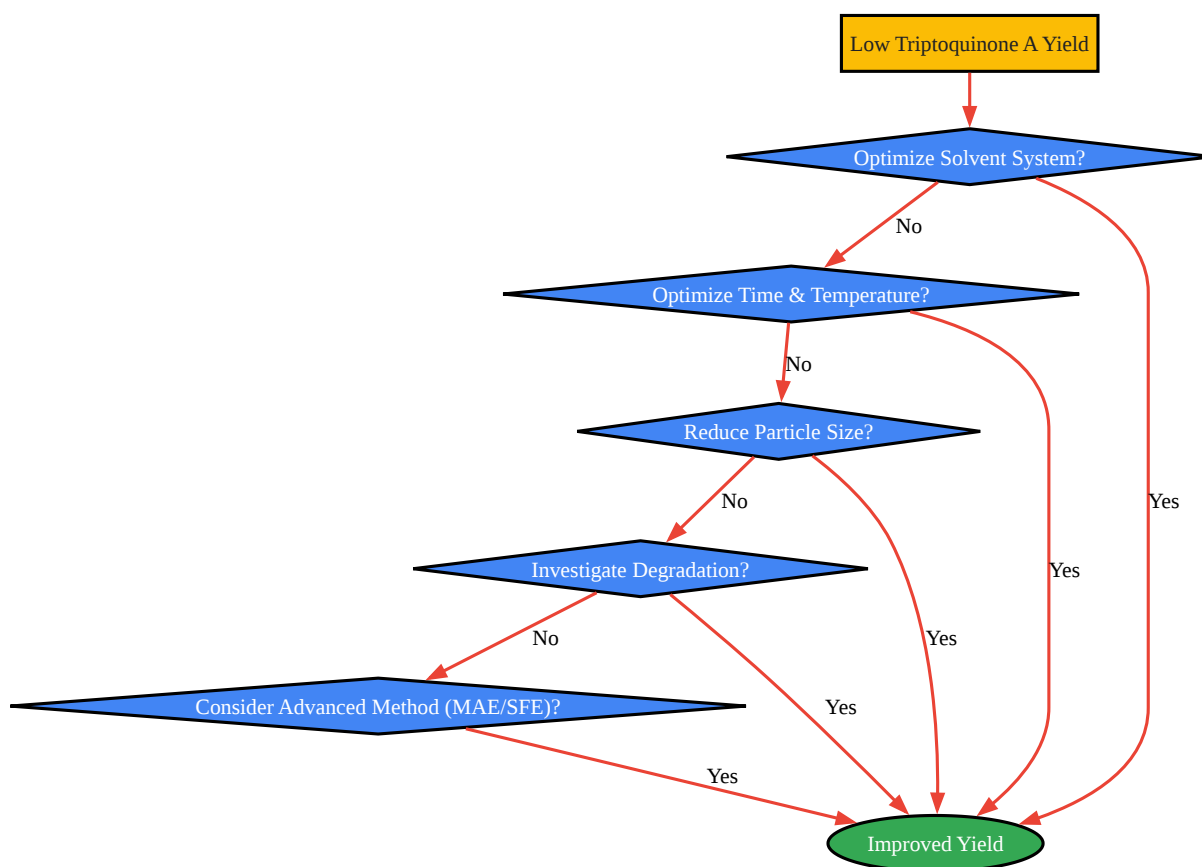 Low Triptoquinone A Yield
Optimize Solvent System?
No
Optimize Time & Temperature?
No
Reduce Particle Size?
No
Yes
Investigate Degradation?
Yes
No
Yes
Consider Advanced Method (MAE/SFE)?
Yes
Yes
Improved Yield